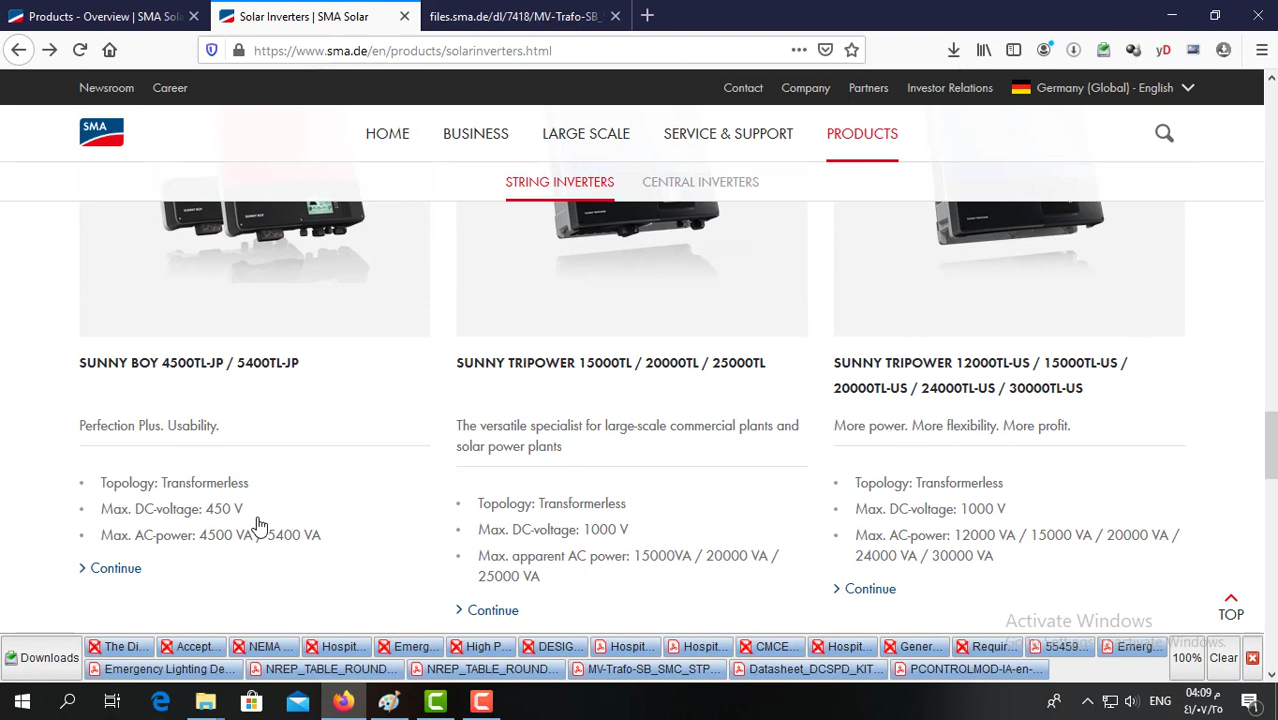 Products - Overview | SMA Sola
Solar Inverters | SMA Solar
files.sma.de/dl/7418/MV-Trafo-SB_
https://www.sma.de/en/products/solarinverters.html
yD
Newsroom Career Contact Company Partners Investor Relations Germany (Global) - English
SMA
HOME BUSINESS LARGE SCALE SERVICE & SUPPORT PRODUCTS
STRING INVERTERS CENTRAL INVERTERS
SUNNY BOY
SUNNY BOY 4500TL-JP / 5400TL-JP
Perfection Plus. Usability.
Topology: Transformerless
Max. DC-voltage: 450 V
Max. AC-power: 4500 VA / 5400 VA
Continue
SUNNY TRIPOWER 15000TL / 20000TL / 25000TL
The versatile specialist for large-scale commercial plants and
solar power plants
Topology: Transformerless
Max. DC-voltage: 1000 V
Max. apparent AC power: 15000VA / 20000 VA /
25000 VA
Continue
SUNNY TRIPOWER 12000TL-US / 15000TL-US /
20000TL-US / 24000TL-US / 30000TL-US
More power. More flexibility. More profit.
Topology: Transformerless
Max. DC-voltage: 1000 V
Max. AC-power: 12000 VA / 15000 VA / 20000 VA /
24000 VA / 30000 VA
Continue
TOP
Activate Windows
Downloads
The Di... Accept... NEMA ... Hospit... Emerg... High P... DESIG... Hospit... Hospit... CMCE... Hospit... Gener... Requir... 55459... Emerg...
Emergency Lighting De... NREP_TABLE_ROUND... NREP_TABLE_ROUND... MV-Trafo-SB_SMC_STP... Datasheet_DCSPD_KIT... PCONTROLMOD-IA-en-...
100% Clear
ENG
04:09 م